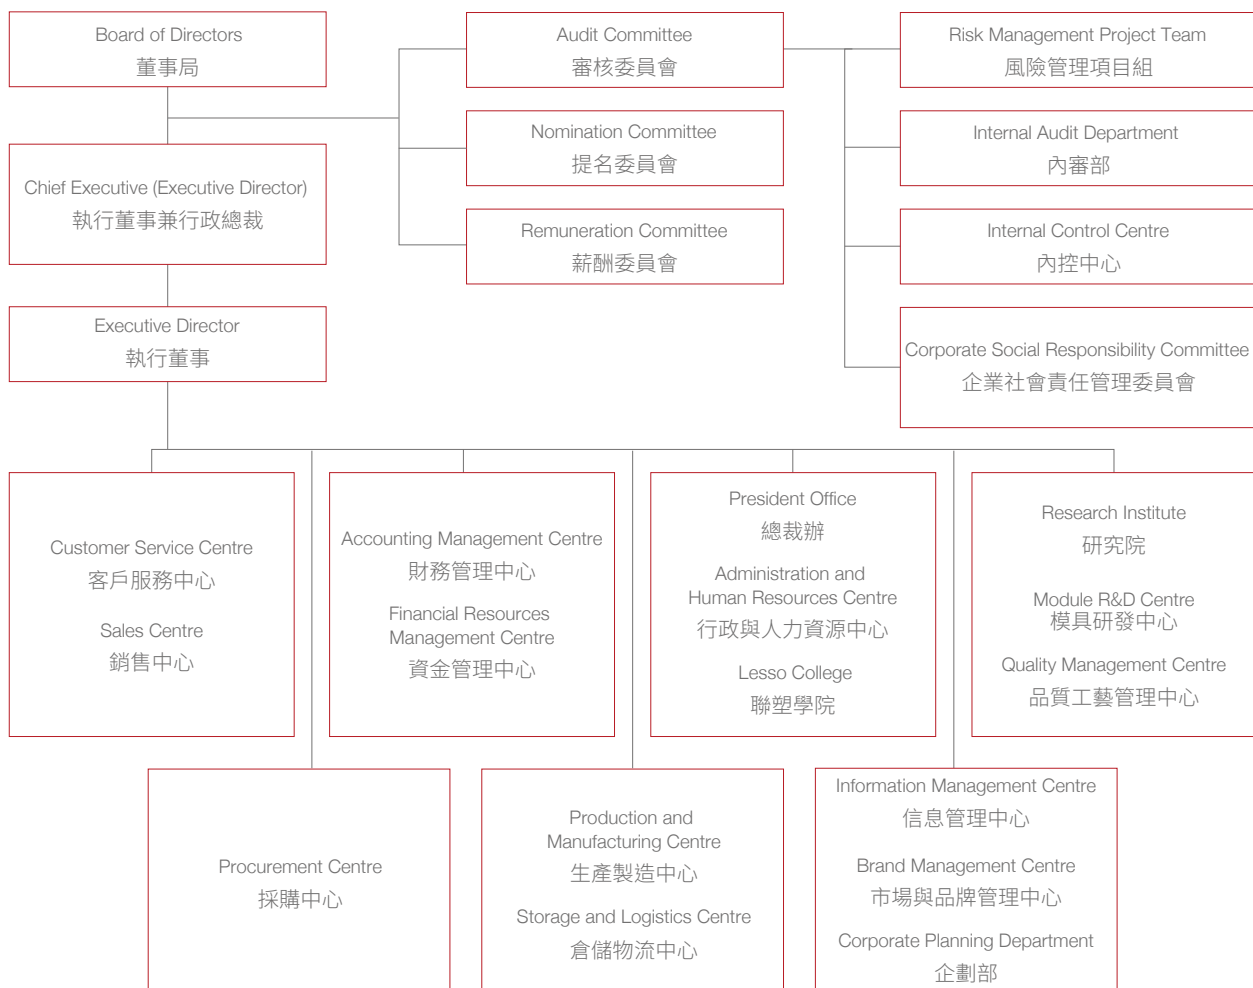 Board of Directors
董事局
Audit Committee
審核委員會
Risk Management Project Team
風險管理項目組
Nomination Committee
提名委員會
Internal Audit Department
內審部
Chief Executive (Executive Director)
執行董事兼行政總裁
Remuneration Committee
薪酬委員會
Internal Control Centre
內控中心
Executive Director
執行董事
Corporate Social Responsibility Committee
企業社會責任管理委員會
Customer Service Centre
客戶服務中心
Sales Centre
銷售中心
Accounting Management Centre
財務管理中心
Financial Resources
Management Centre
資金管理中心
President Office
總裁辦
Administration and
Human Resources Centre
行政與人力資源中心
Lesso College
聯塑學院
Research Institute
研究院
Module R&D Centre
模具研發中心
Quality Management Centre
品質工藝管理中心
Procurement Centre
採購中心
Production and
Manufacturing Centre
生產製造中心
Storage and Logistics Centre
倉儲物流中心
Information Management Centre
信息管理中心
Brand Management Centre
市場與品牌管理中心
Corporate Planning Department
企劃部